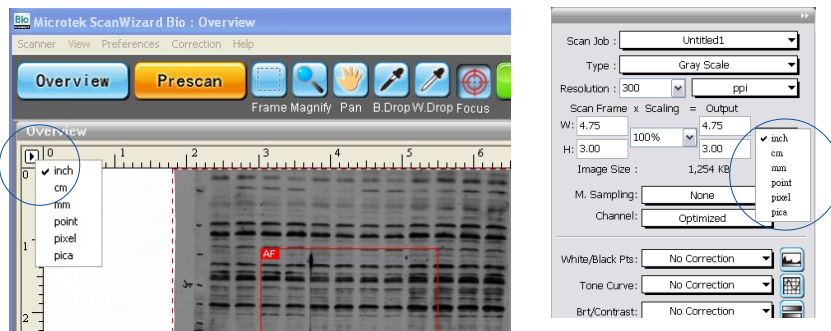 Bio Microtek ScanWizard Bio : Overview
Scanner View Preferences Correction Help
Overview Prescan
Frame Magnify Pan B.Drop W.Drop Focus
Overview
0 1 2 3 4 5 6
inch
cm
mm
point
pixel
pica
0
1
2
AF
Scan Job : Untitled1
Type : Gray Scale
Resolution : 300 ppi
Scan Frame x Scaling = Output
W: 4.75 100% 4.75
H: 3.00 3.00
inch
cm
mm
point
pixel
pica
Image Size : 1,254 KB
M. Sampling: None
Channel: Optimized
White/Black Pts: No Correction
Tone Curve: No Correction
Brt/Contrast: No Correction